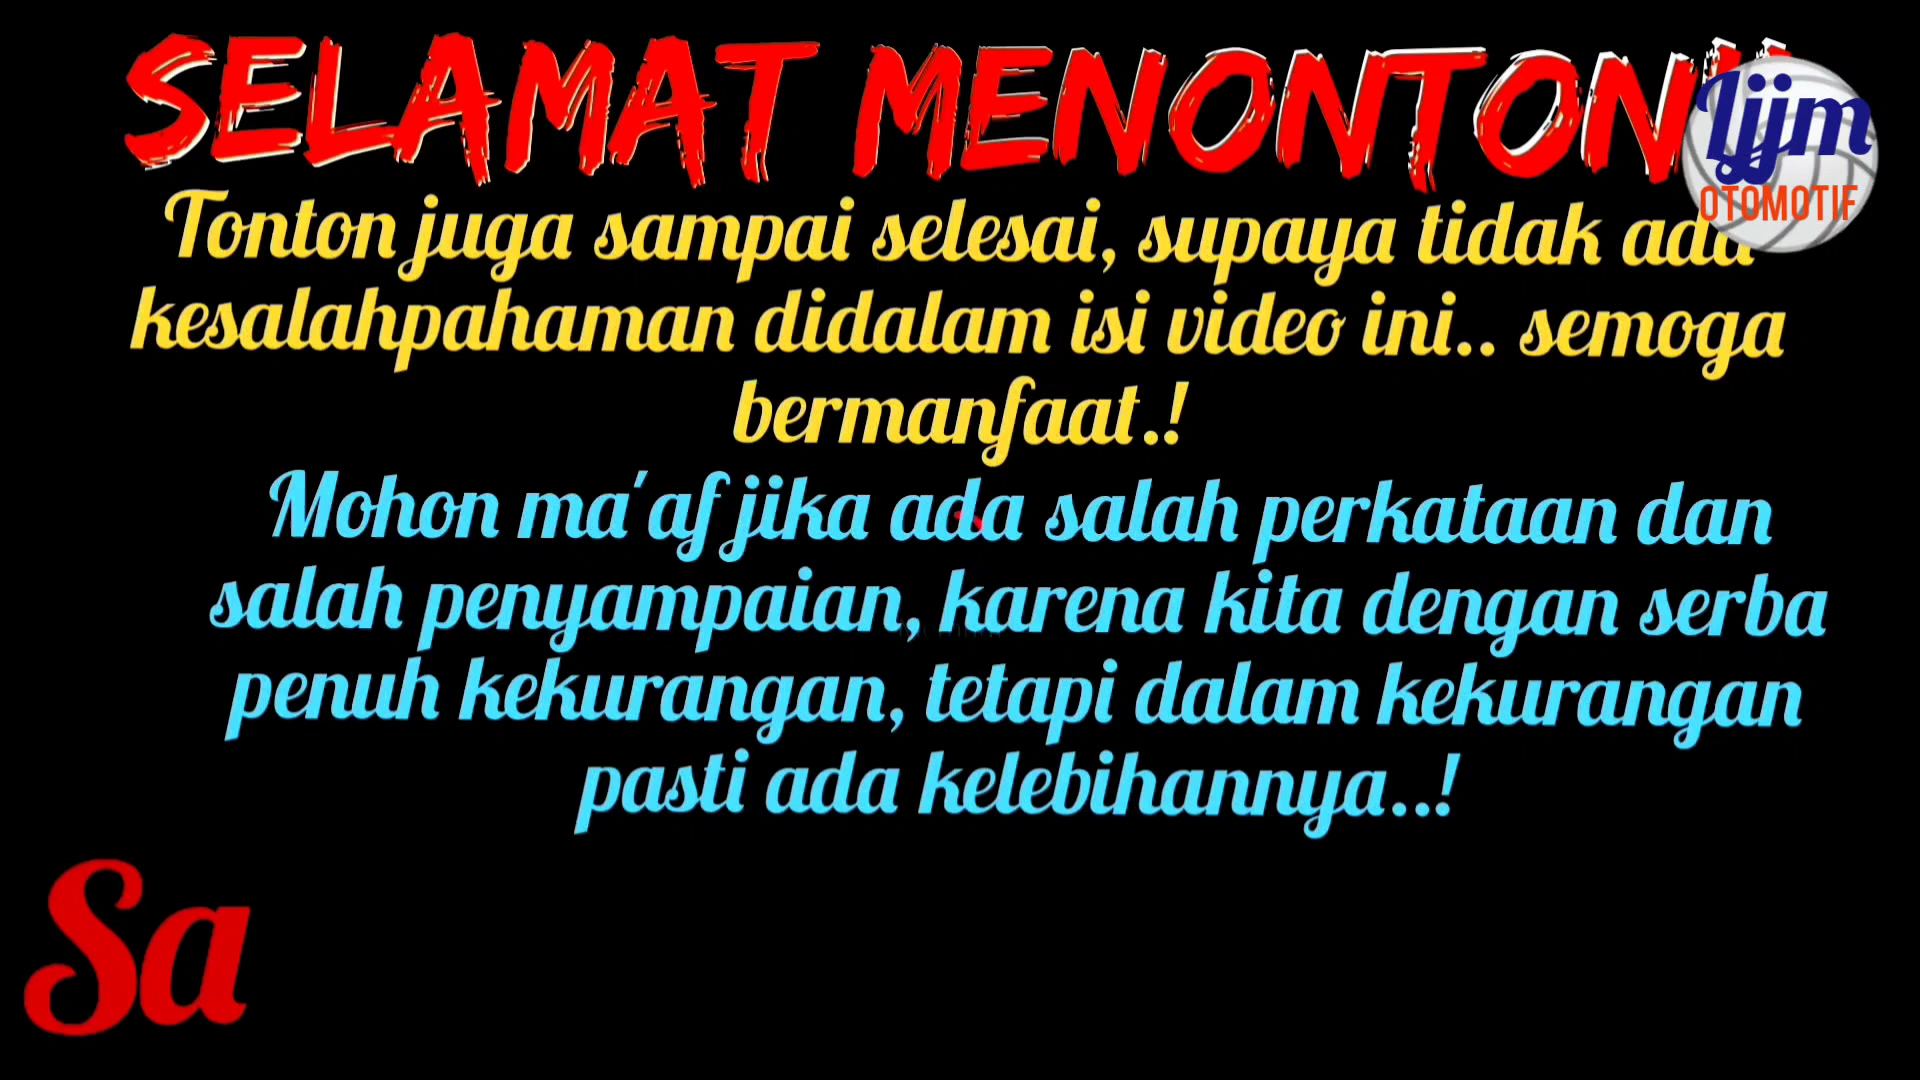 SELAMAT MENONTON!!
Ijjm
OTOMOTIF
Tonton juga sampai selesai, supaya tidak ada
kesalahpahaman didalam isi video ini.. semoga
bermanfaat.!
Mohon ma'af jika ada salah perkataan dan
salah penyampaian, karena kita dengan serba
penuh kekurangan, tetapi dalam kekurangan
pasti ada kelebihannya..!
Sa